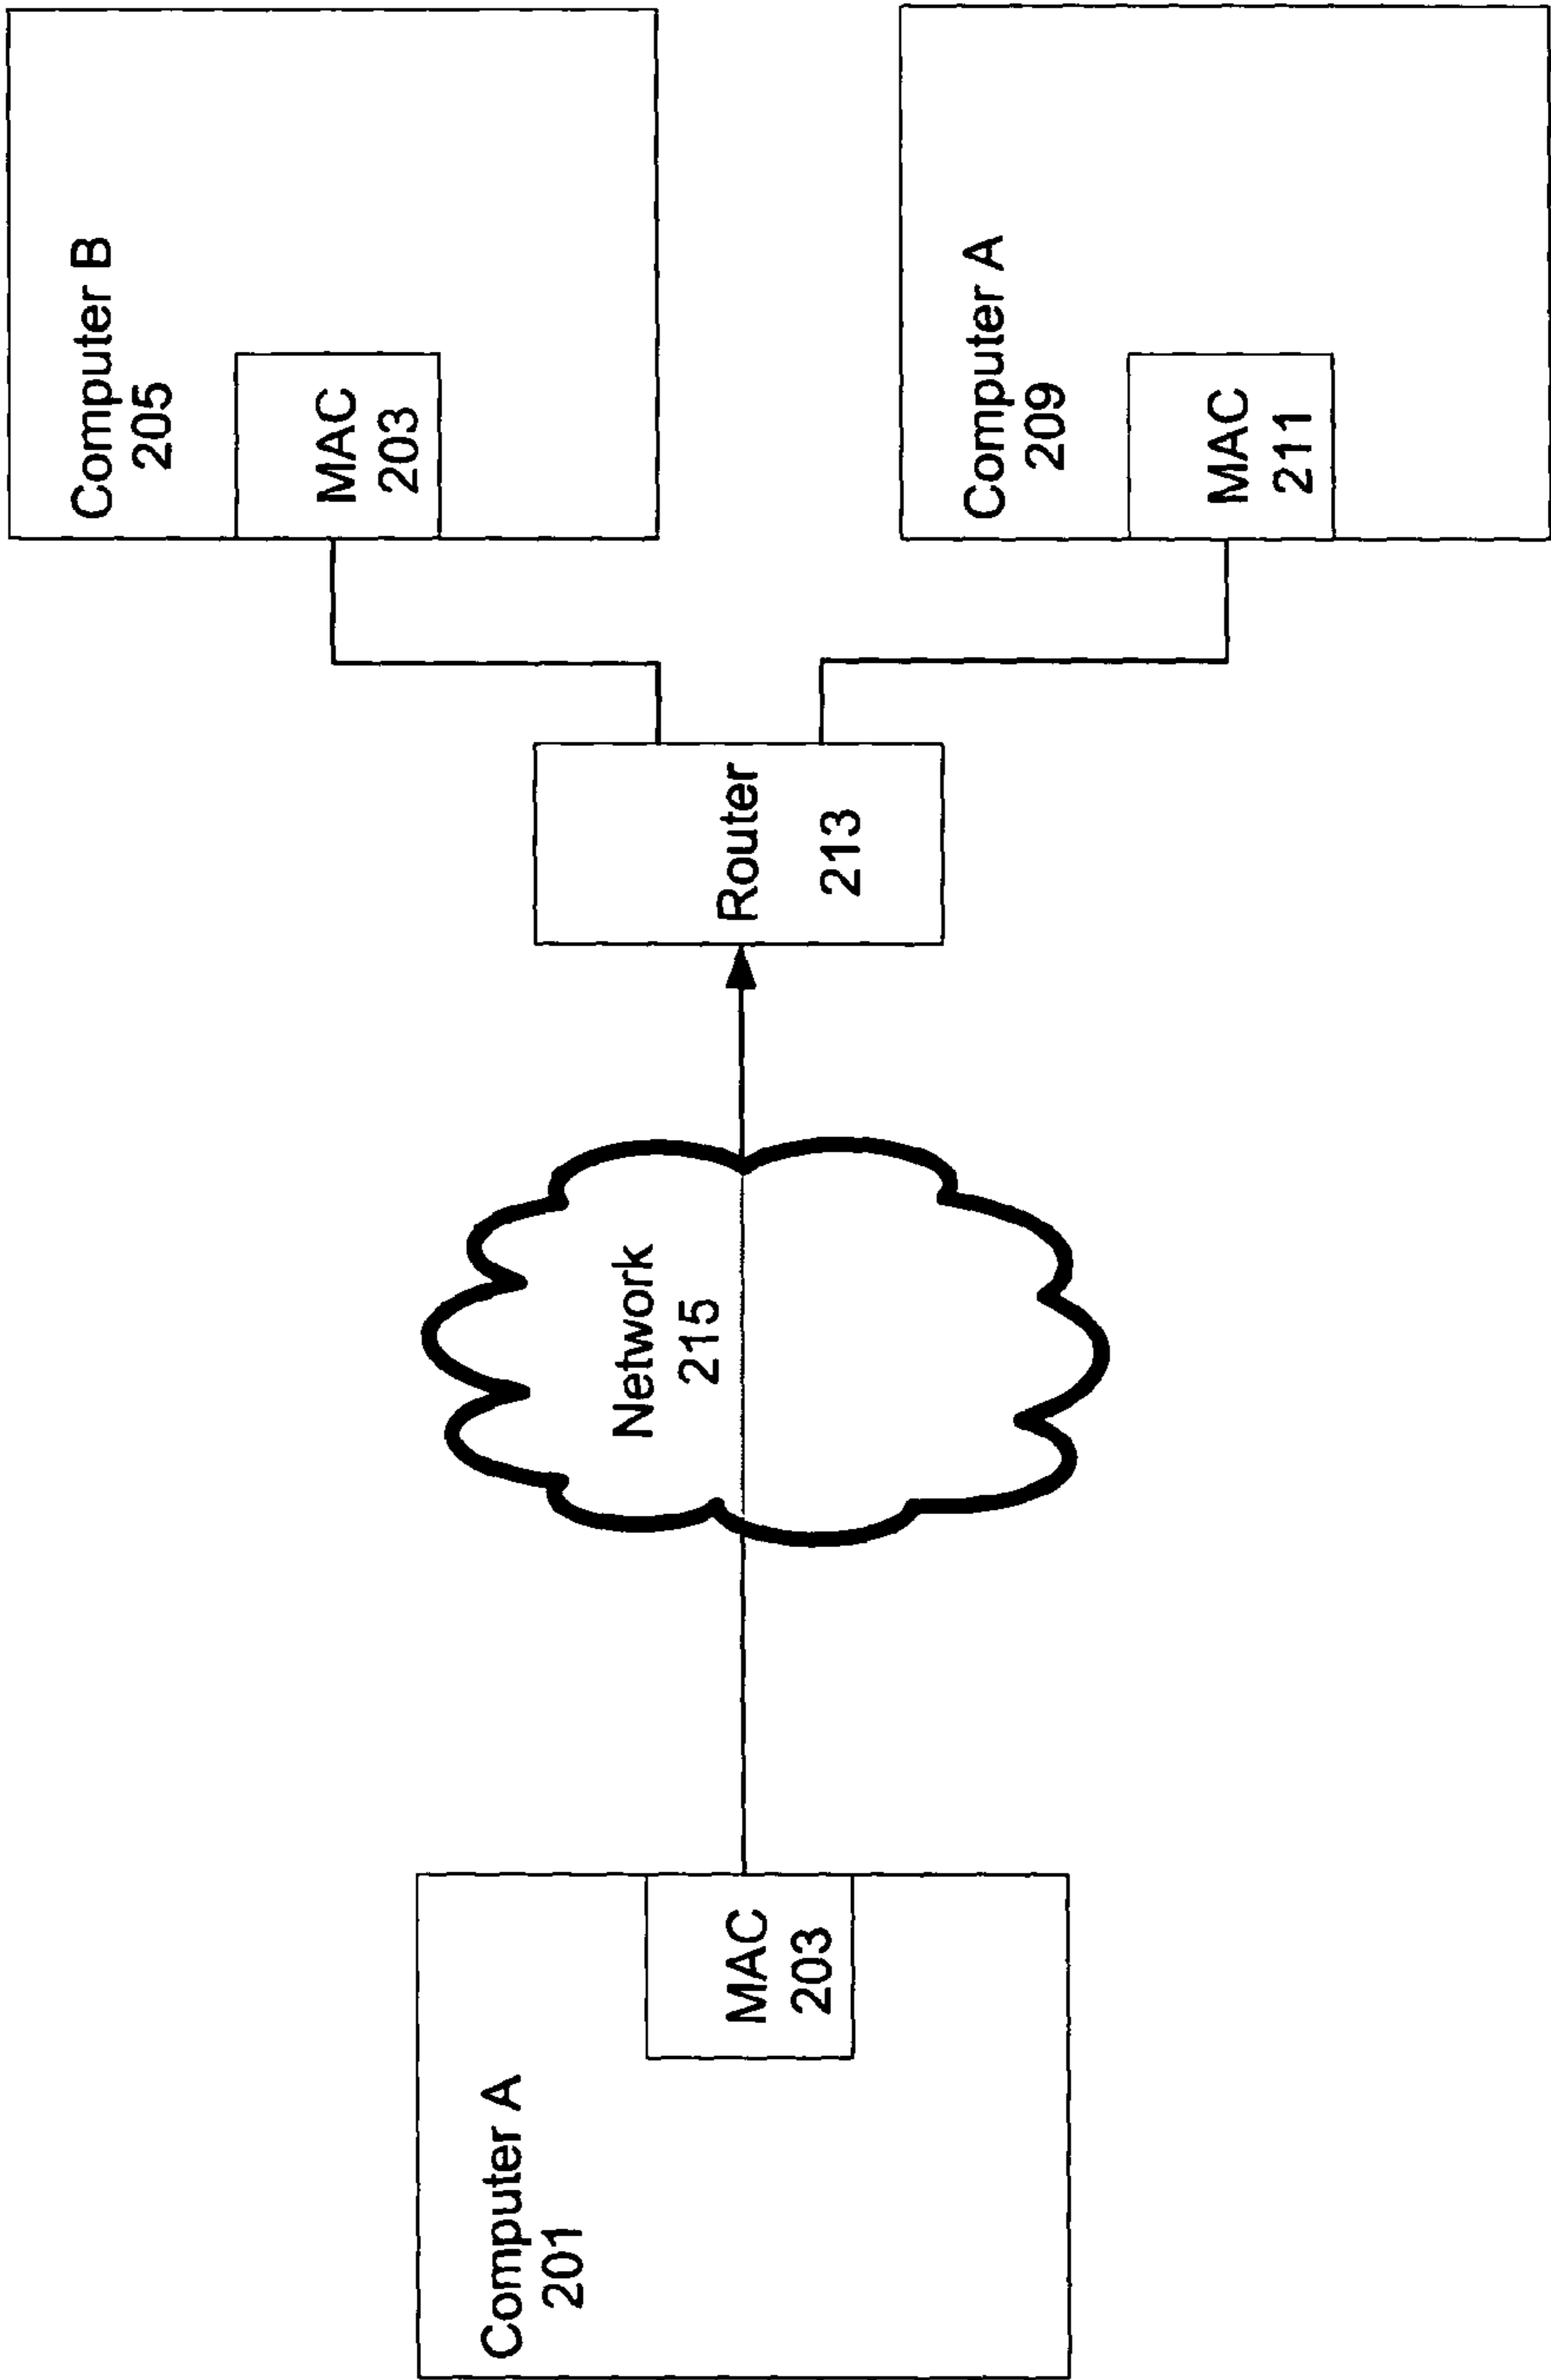 Computer A
201
MAC
203
Network
215
Router
213
Computer B
205
MAC
203
Computer A
209
MAC
211